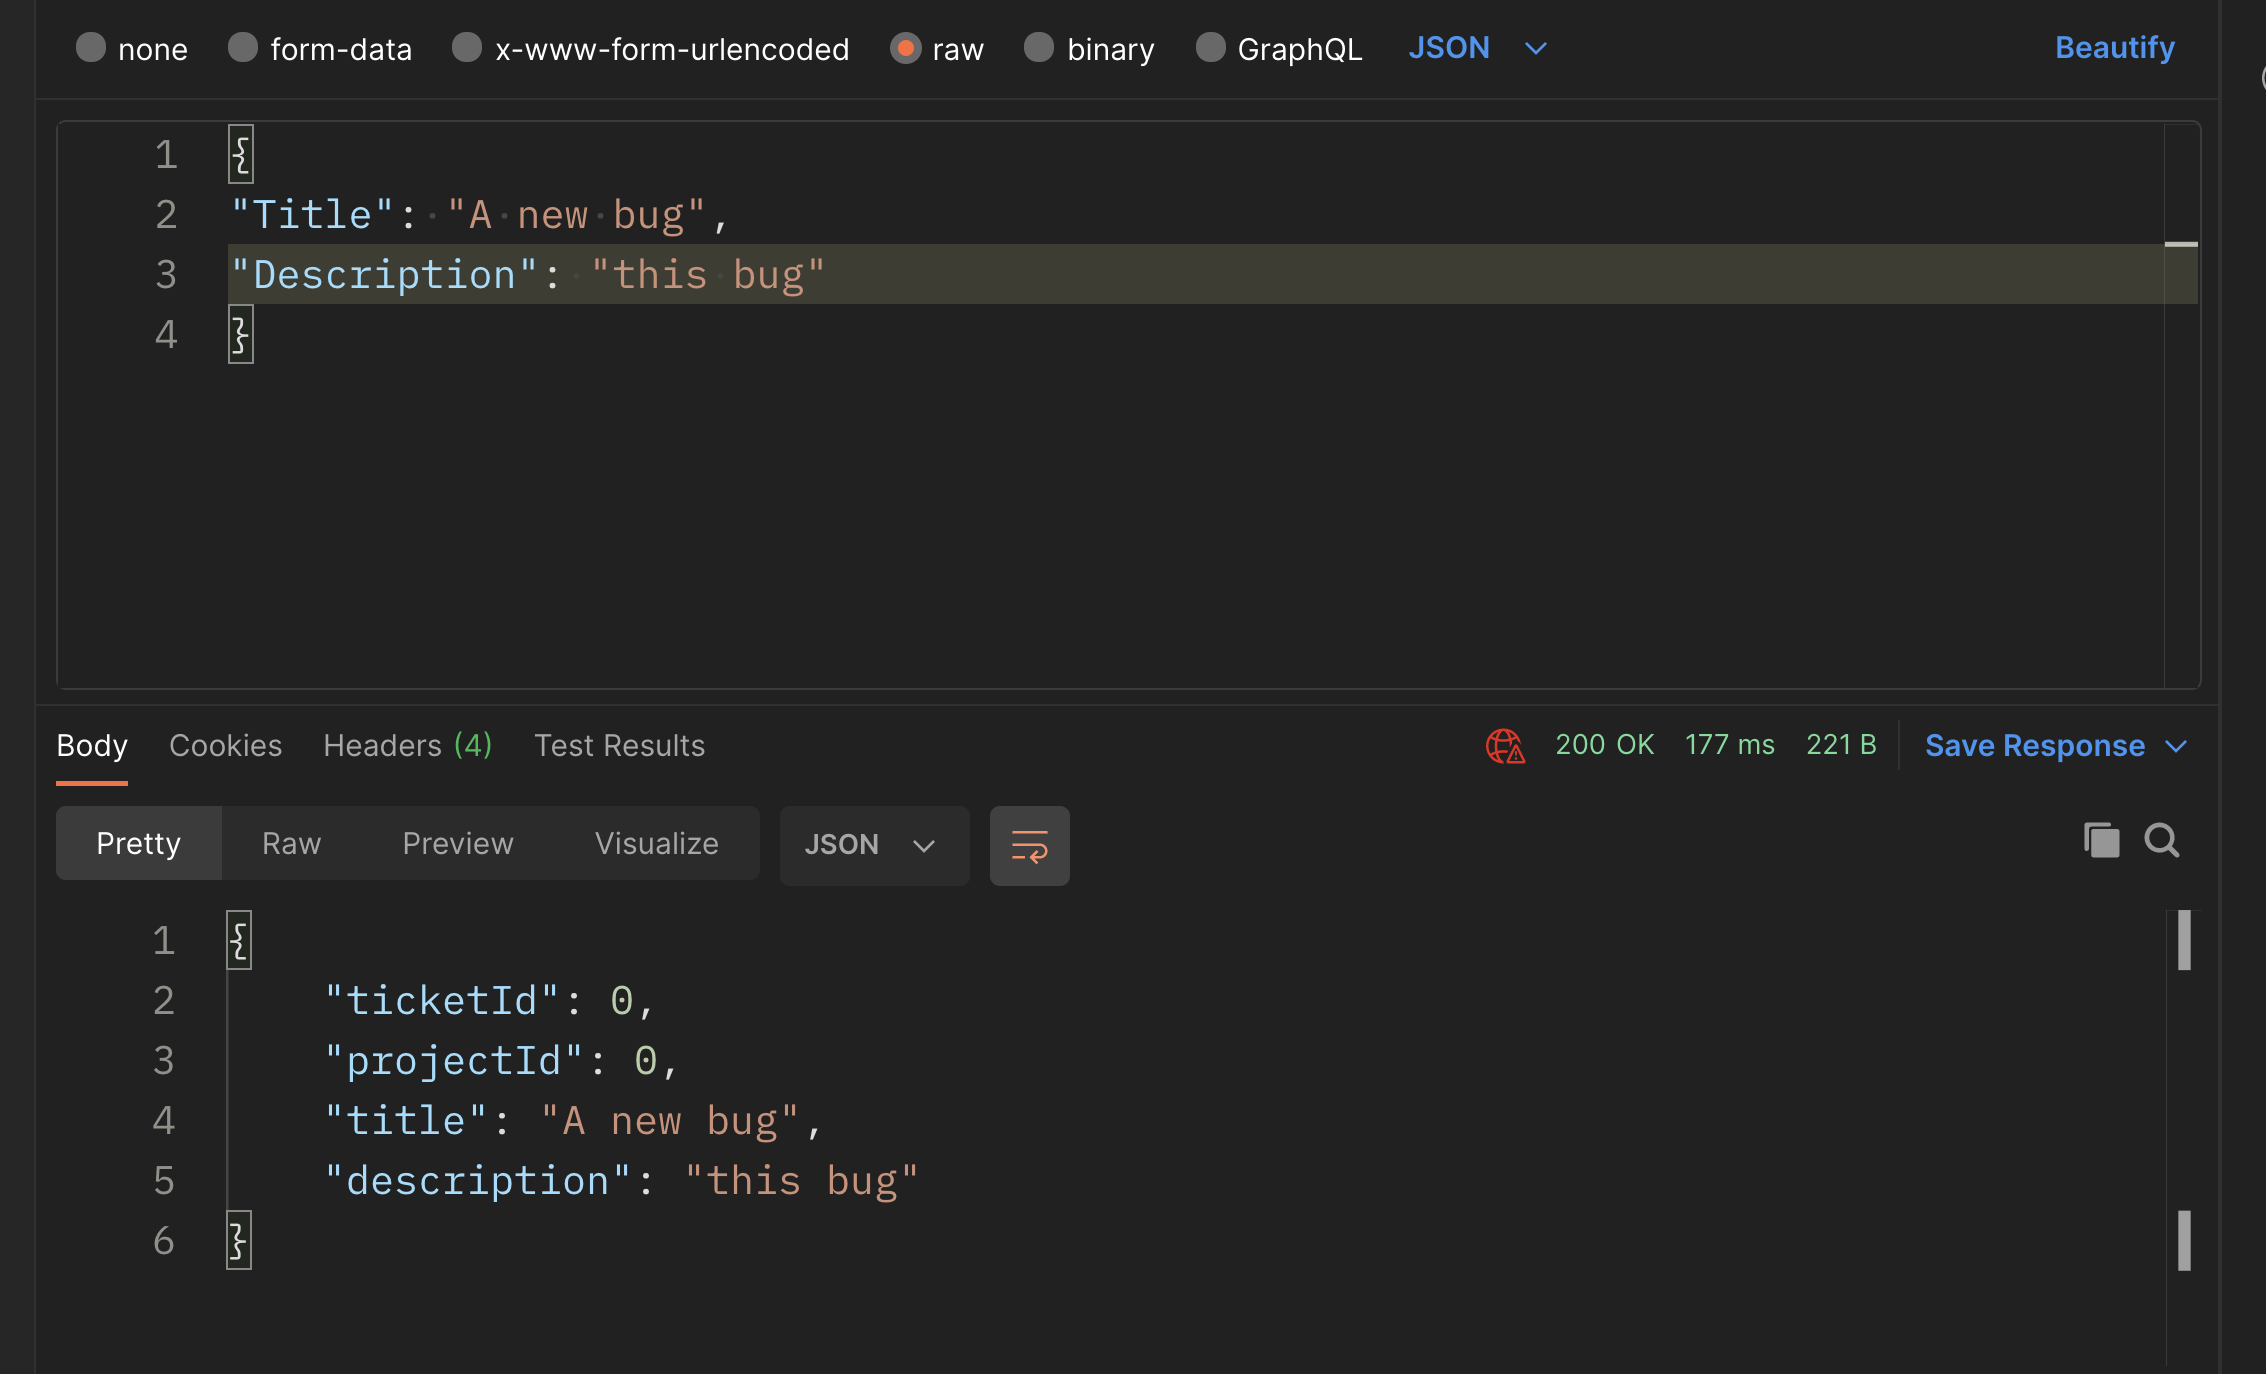 none form-data x-www-form-urlencoded raw binary GraphQL JSON Beautify
1 {
2 "Title": "A new bug",
3 "Description": "this bug"
4 }
Body Cookies Headers (4) Test Results 200 OK 177 ms 221 B Save Response
Pretty Raw Preview Visualize JSON
1 {
2 "ticketId": 0,
3 "projectId": 0,
4 "title": "A new bug",
5 "description": "this bug"
6 }